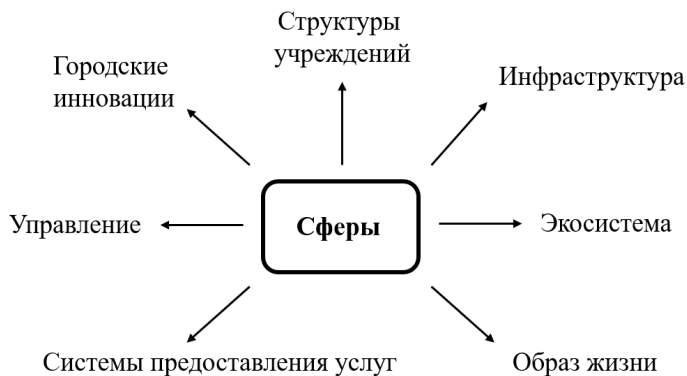 Структуры
учреждений
Городские
инновации
Инфраструктура
Управление
Сферы
Экосистема
Системы предоставления услуг
Образ жизни